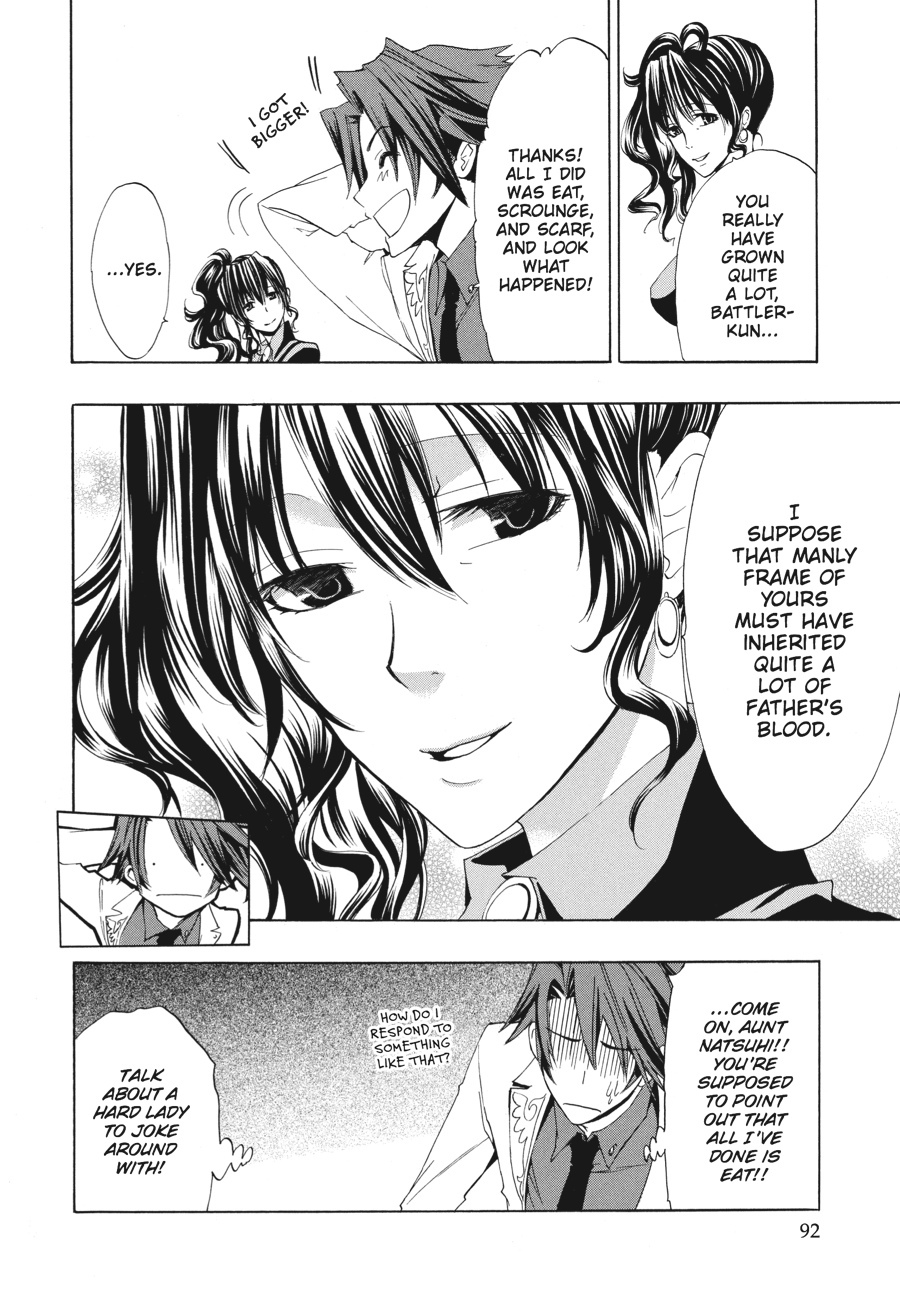 YOU
REALLY
HAVE
GROWN
QUITE
A LOT,
BATTLER-
KUN...
THANKS!
ALL I DID
WAS EAT,
SCROUNGE,
AND SCARF,
AND LOOK
WHAT
HAPPENED!
I GOT
BIGGER!
...YES.
I
SUPPOSE
THAT MANLY
FRAME OF
YOURS
MUST HAVE
INHERITED
QUITE A
LOT OF
FATHER'S
BLOOD.
...COME
ON, AUNT
NATSUHI!!
YOU'RE
SUPPOSED
TO POINT
OUT THAT
ALL I'VE
DONE IS
EAT!!
HOW DO I
RESPOND TO
SOMETHING
LIKE THAT?
TALK
ABOUT A
HARD LADY
TO JOKE
AROUND
WITH!
92